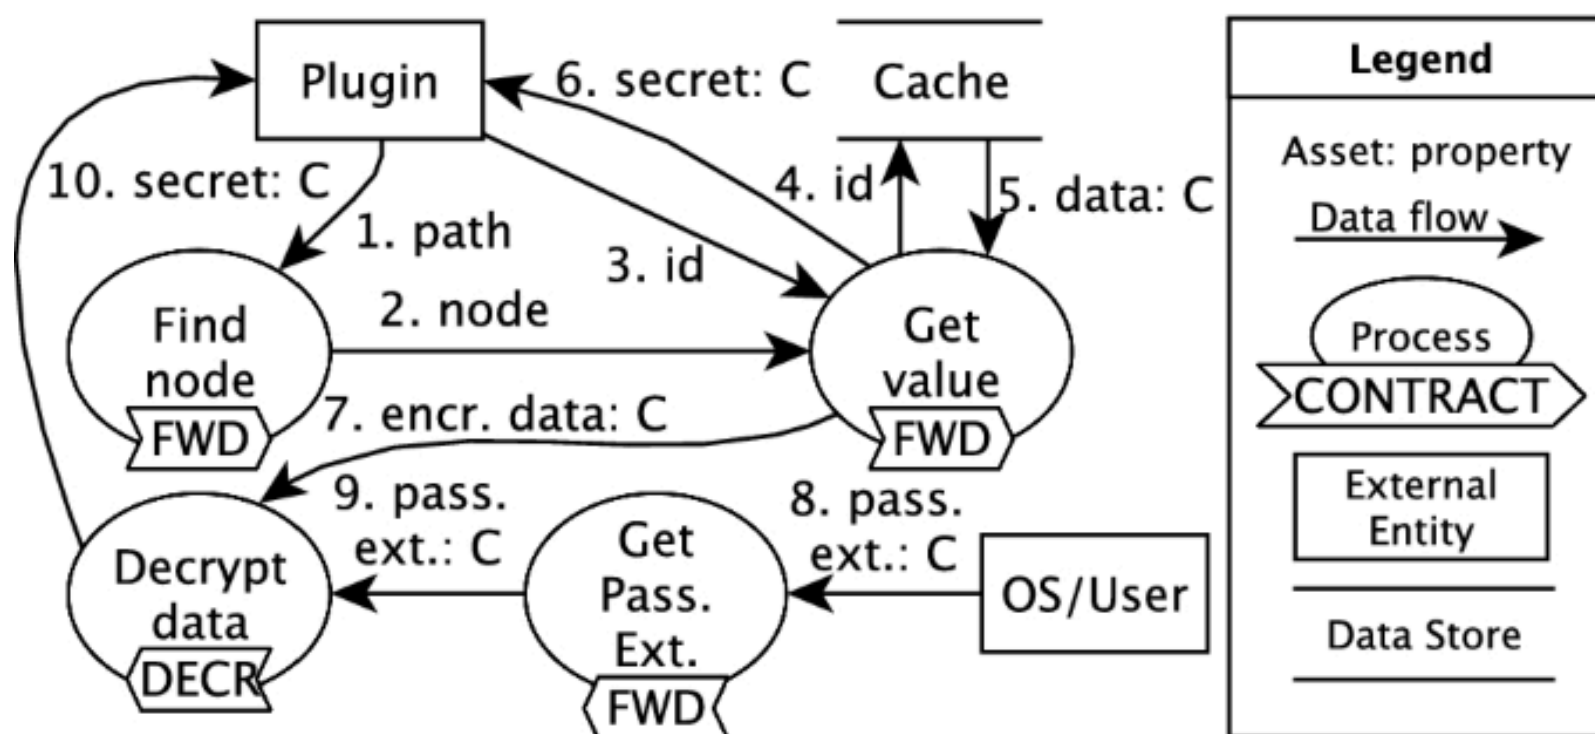 Plugin
6. secret: C
Cache
10. secret: C
4. id
5. data: C
1. path
3. id
2. node
Find
node
FWD
Get
value
FWD
7. encr. data: C
9. pass.
ext.: C
8. pass.
ext.: C
Decrypt
data
DECR
Get
Pass.
Ext.
FWD
OS/User
Legend
Asset: property
Data flow
Process
CONTRACT
External
Entity
Data Store